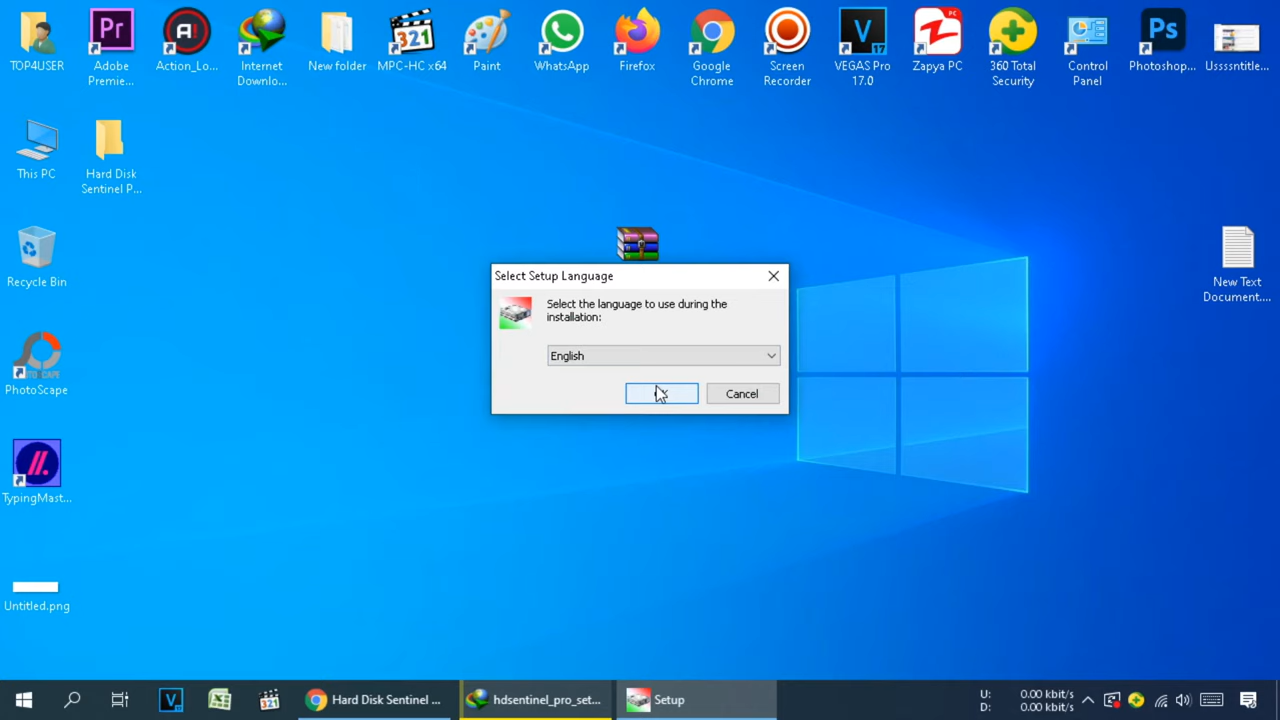 TOP4USER
Adobe
Premie...
Action_Lo...
Internet
Downlo...
New folder
MPC-HC x64
Paint
WhatsApp
Firefox
Google
Chrome
Screen
Recorder
VEGAS Pro
17.0
Zapya PC
360 Total
Security
Control
Panel
Photoshop...
Ussssntitle...
This PC
Hard Disk
Sentinel P...
Recycle Bin
New Text
Document....
PhotoScape
TypingMast...
Untitled.png
Select Setup Language
Select the language to use during the
installation:
English
Cancel
Hard Disk Sentinel ...
hdsentinel_pro_set...
Setup
U: 0.00 kbit/s
D: 0.00 kbit/s